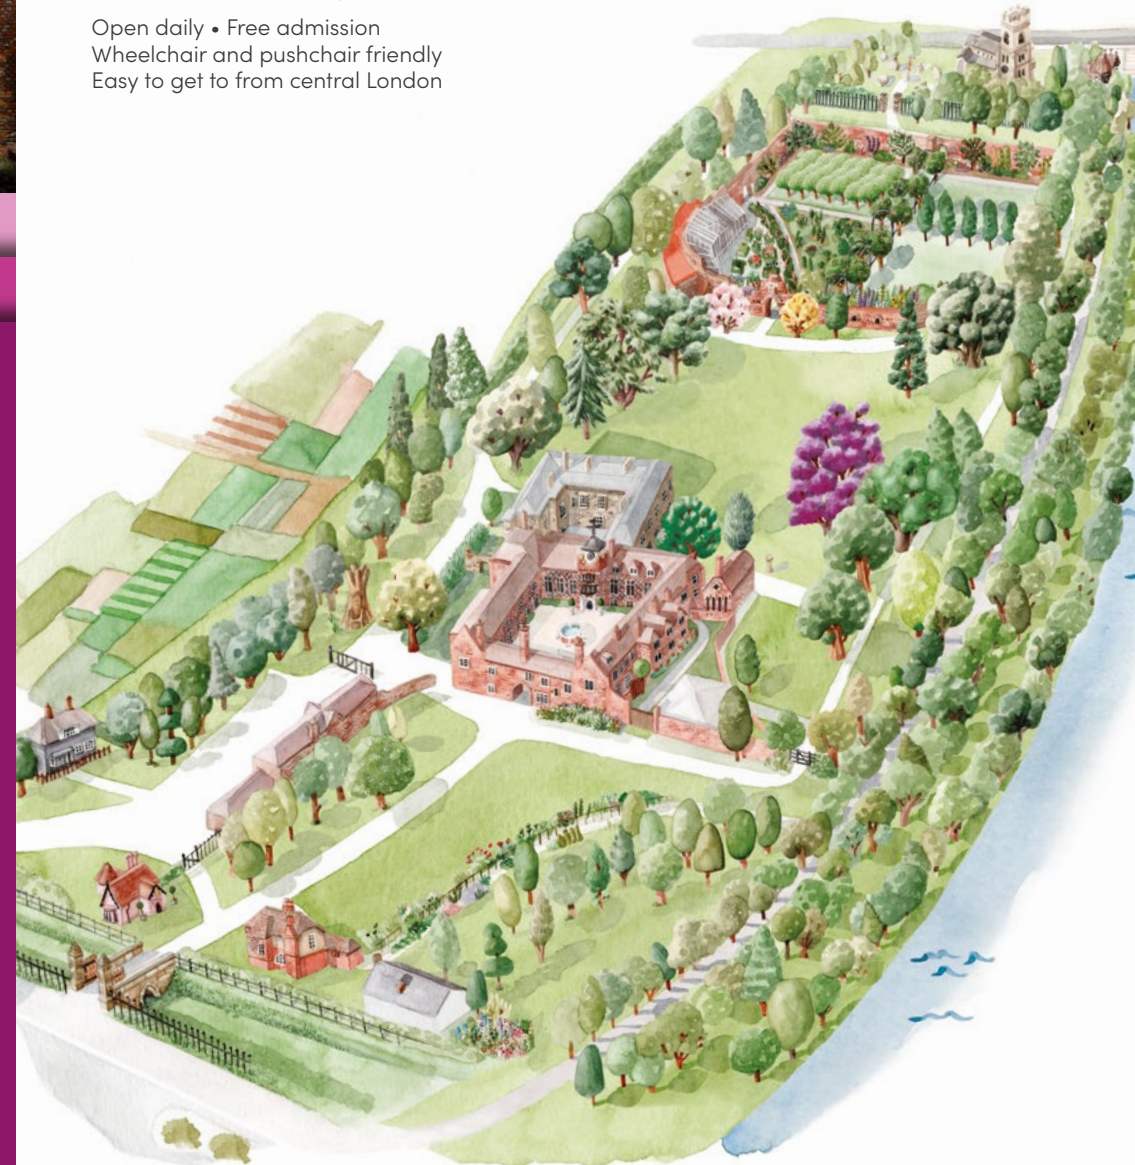 Open daily • Free admission
Wheelchair and pushchair friendly
Easy to get to from central London